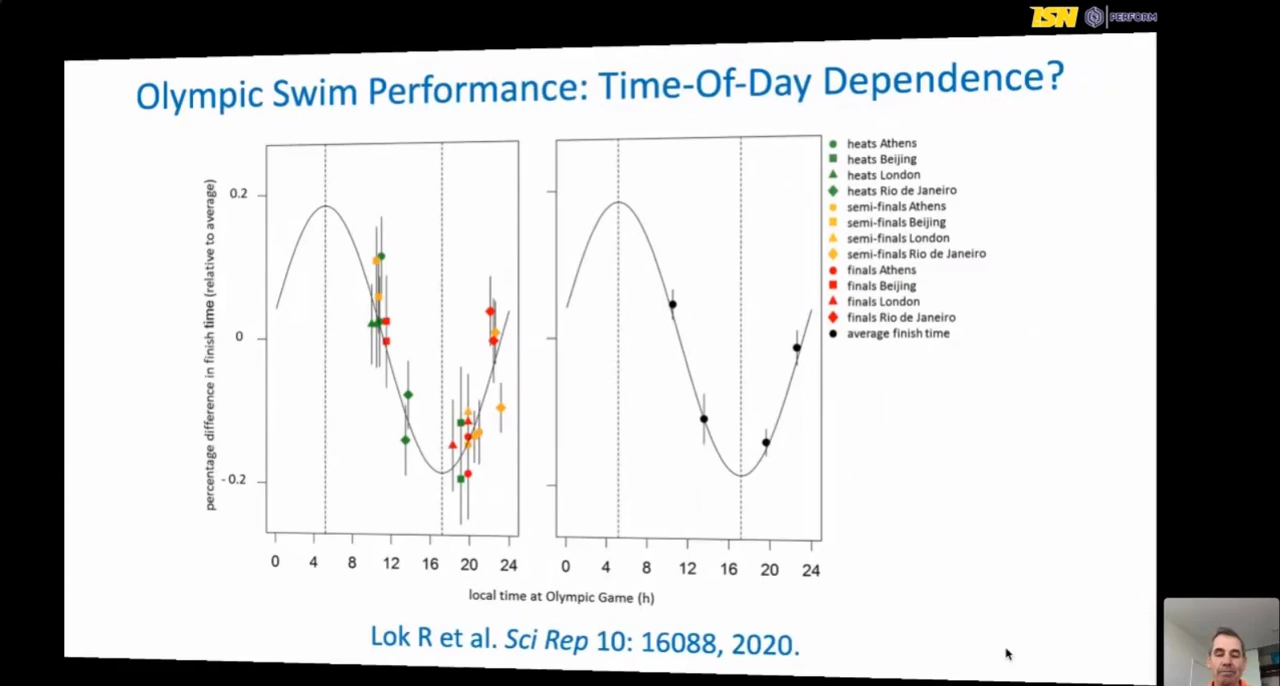 ISN PERFORM
Olympic Swim Performance: Time-Of-Day Dependence?
percentage difference in finish time (relative to average)
0.2
0
-0.2
0 4 8 12 16 20 24
0 4 8 12 16 20 24
local time at Olympic Game (h)
heats Athens
heats Beijing
heats London
heats Rio de Janeiro
semi-finals Athens
semi-finals Beijing
semi-finals London
semi-finals Rio de Janeiro
finals Athens
finals Beijing
finals London
finals Rio de Janeiro
average finish time
Lok R et al. Sci Rep 10: 16088, 2020.